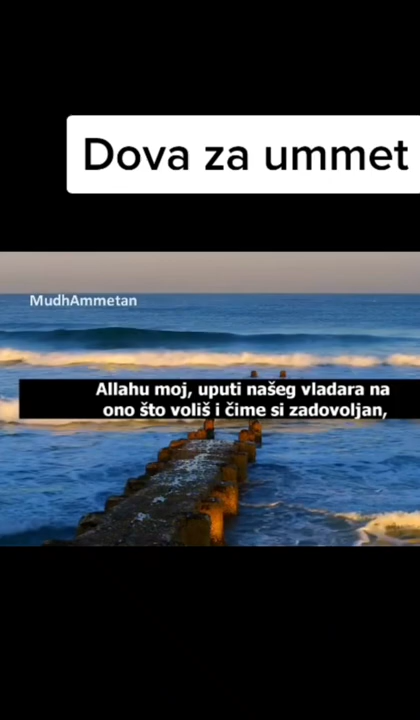 Dova za ummet
MudhAmmetan
Allahu moj, uputi našeg vladara na
ono što voliš i čime si zadovoljan,